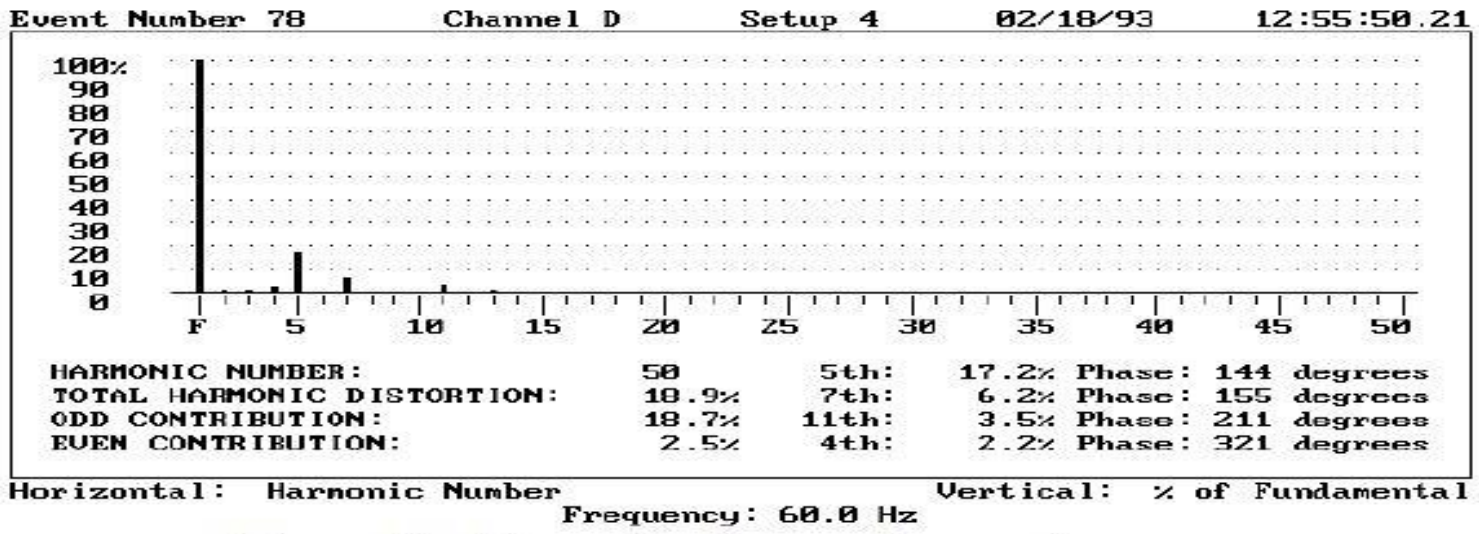 Event Number 78 Channel D Setup 4 02/18/93 12:55:50.21
100%
90
80
70
60
50
40
30
20
10
0
F 5 10 15 20 25 30 35 40 45 50
HARMONIC NUMBER: 50 5th: 17.2% Phase: 144 degrees
TOTAL HARMONIC DISTORTION: 18.9% 7th: 6.2% Phase: 155 degrees
ODD CONTRIBUTION: 18.7% 11th: 3.5% Phase: 211 degrees
EVEN CONTRIBUTION: 2.5% 4th: 2.2% Phase: 321 degrees
Horizontal: Harmonic Number Vertical: % of Fundamental
Frequency: 60.0 Hz